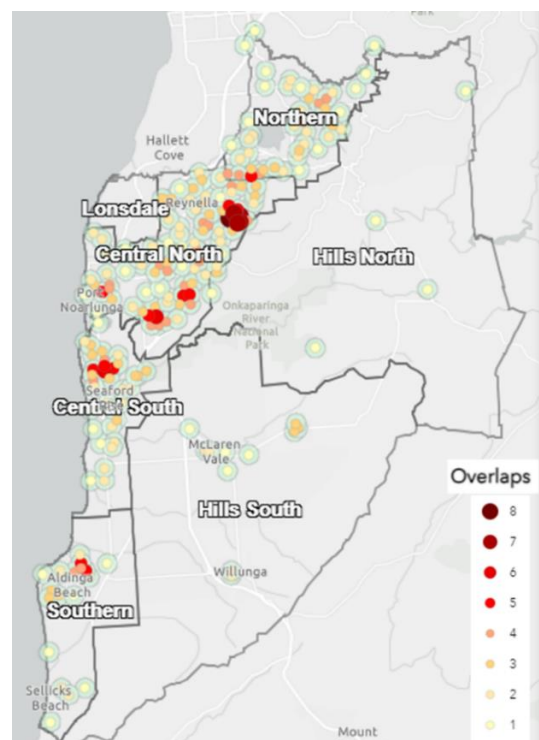 Park
Northern
Hallett
Cove
Lonsdale
Reynella
Central North
Hills North
Port
Noarlunga
Onkaparinga
River
National
Park
Seaford
Central South
McLaren
Vale
Overlaps
8
7
6
5
4
3
2
1
Hills South
Willunga
Aldinga
Beach
Southern
Sellicks
Beach
Mount